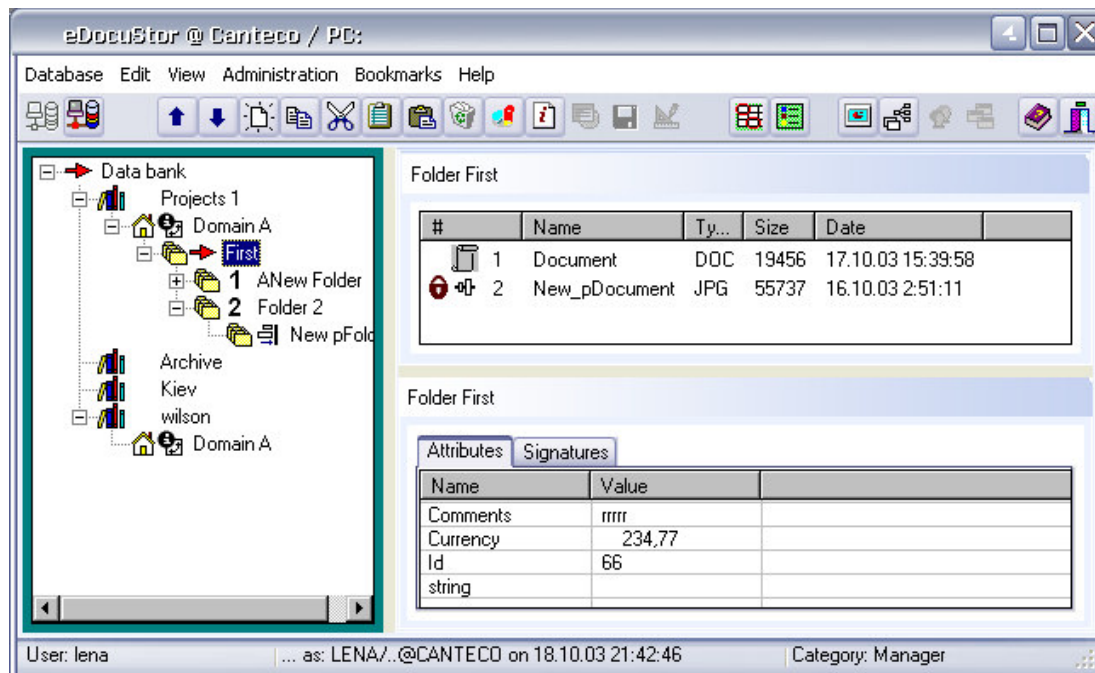 eDocuStor @ Canteco / PC:
Database Edit View Administration Bookmarks Help
Data bank
Projects 1
Domain A
First
1 ANew Folder
2 Folder 2
New pFold
Archive
Kiev
wilson
Domain A
Folder First
# Name Ty... Size Date
1 Document DOC 19456 17.10.03 15:39:58
2 New_pDocument JPG 55737 16.10.03 2:51:11
Folder First
Attributes Signatures
Name Value
Comments rrrrr
Currency 234,77
Id 66
string
User: lena ... as: LENA/..@CANTECO on 18.10.03 21:42:46 Category: Manager